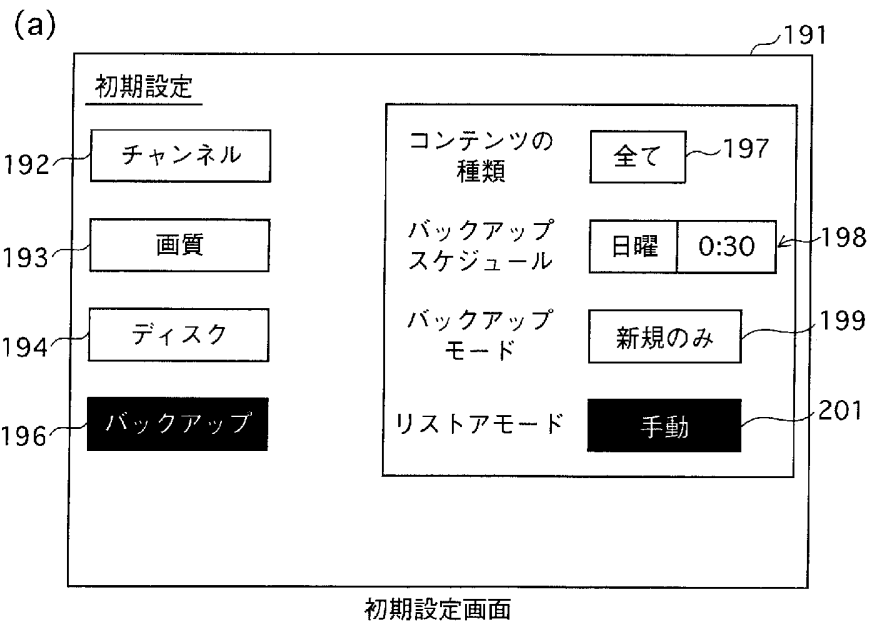 (a)
191
初期設定
192
チャンネル
193
画質
194
ディスク
196
バックアップ
コンテンツの
種類
全て
197
バックアップ
スケジュール
日曜
0:30
198
バックアップ
モード
新規のみ
199
リストアモード
手動
201
初期設定画面